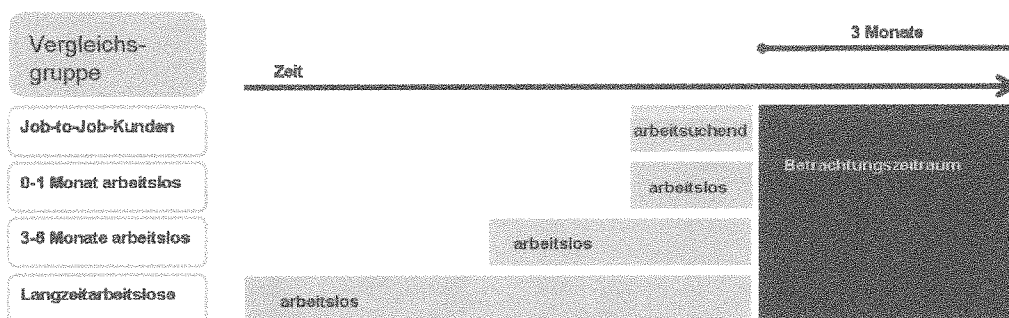 Vergleichs-
gruppe
3 Monate
Zeit
Job-to-Job-Kunden
arbeitsuchend
Betrachtungszeitraum
0-1 Monat arbeitslos
arbeitslos
3-6 Monate arbeitslos
arbeitslos
Langzeitarbeitslose
arbeitslos